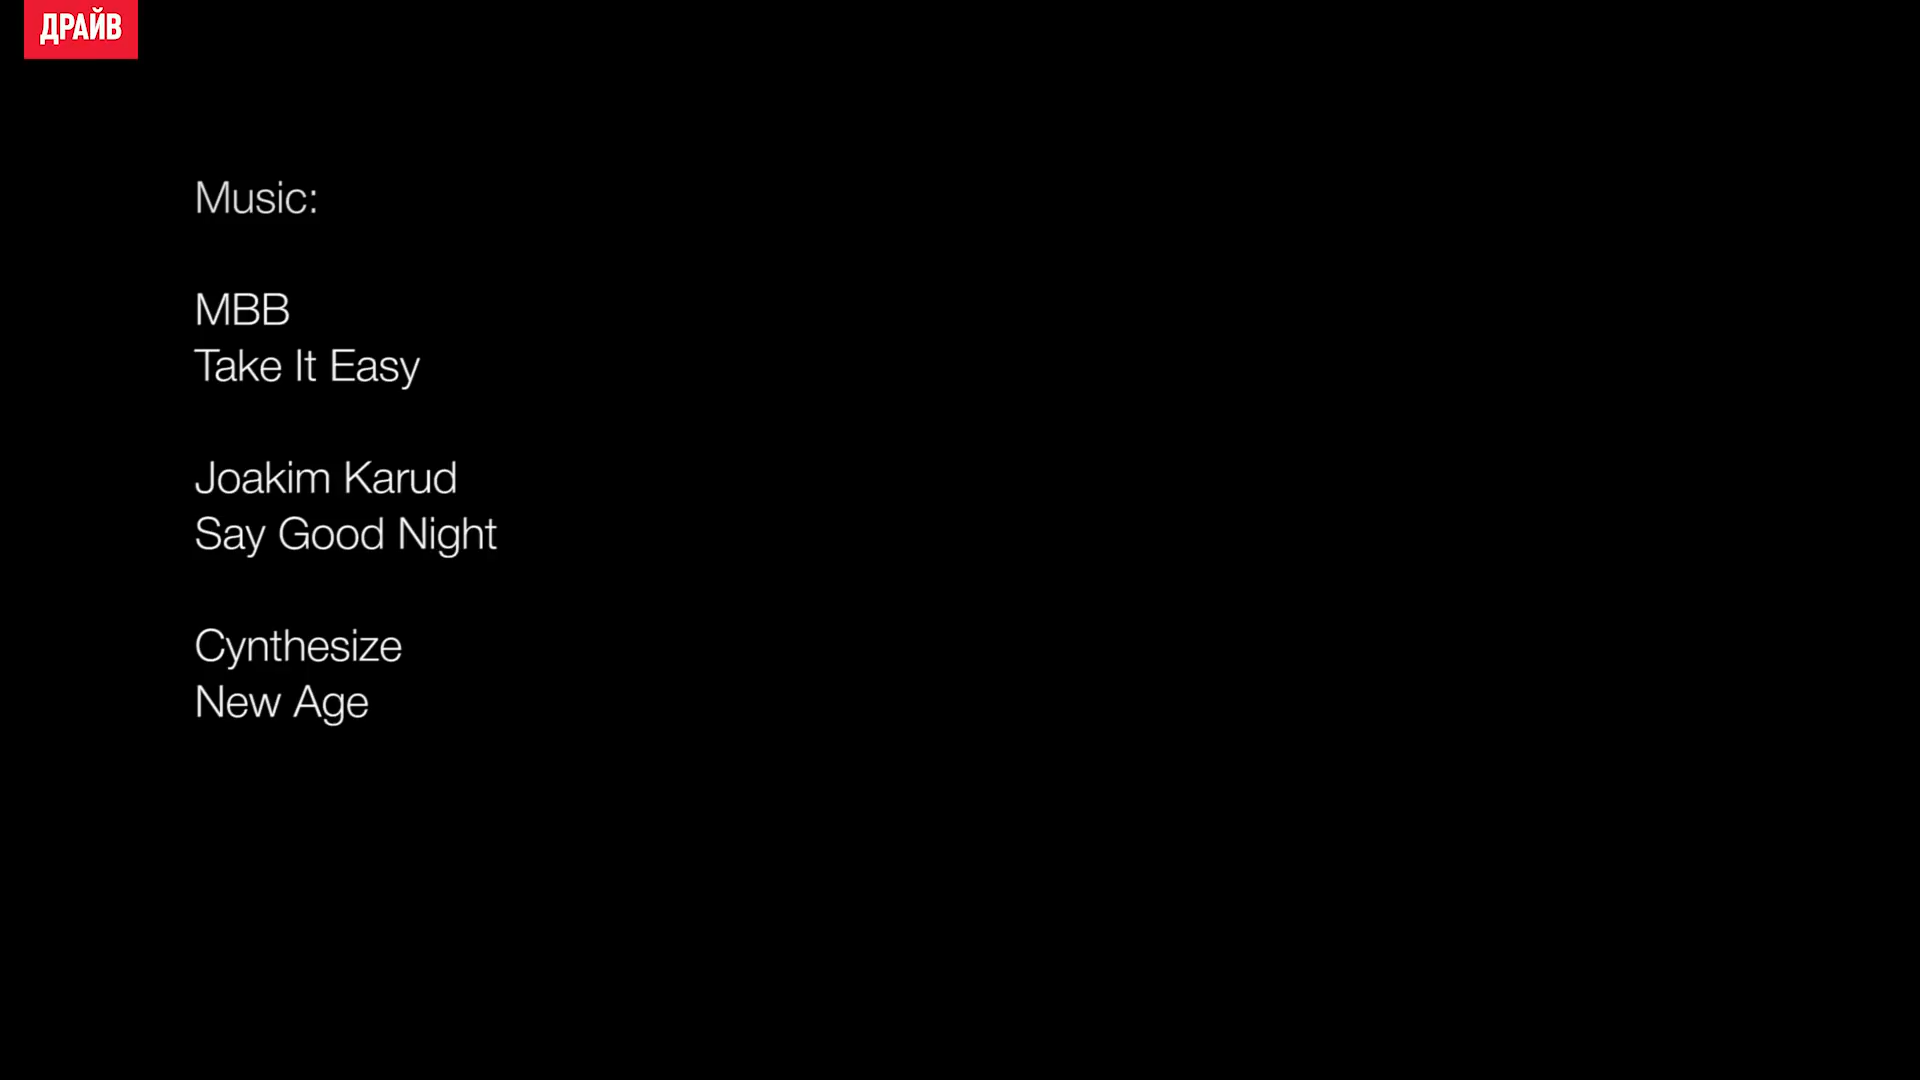 ДРАЙВ
Music:
MBB
Take It Easy
Joakim Karud
Say Good Night
Cynthesize
New Age